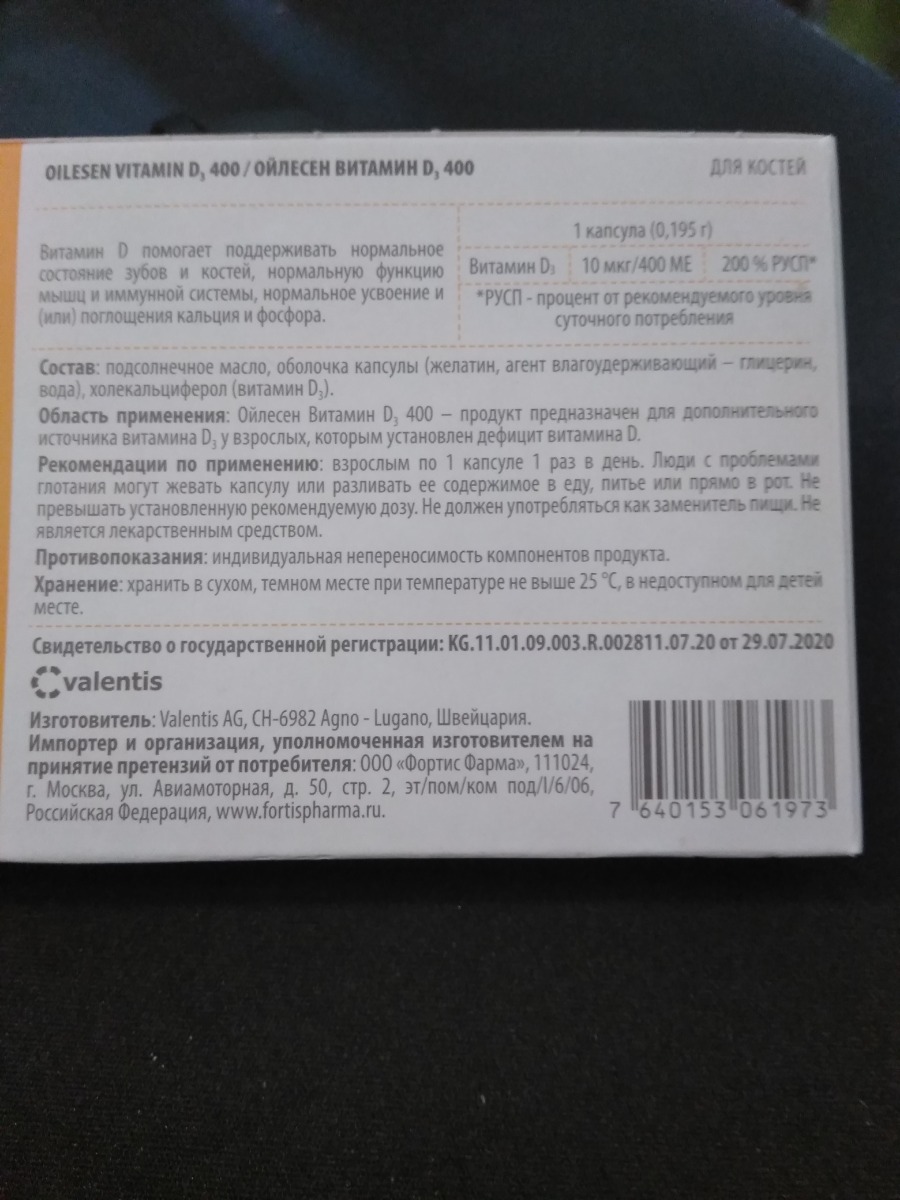 OILESEN VITAMIN D₃ 400 / ОЙЛЕСЕН ВИТАМИН D₃ 400
ДЛЯ КОСТЕЙ
Витамин D помогает поддерживать нормальное
состояние зубов и костей, нормальную функцию
мышц и иммунной системы, нормальное усвоение и
(или) поглощения кальция и фосфора.
1 капсула (0,195 г)
Витамин D₃ 10 мкг/400 МЕ 200 % РУСП*
*РУСП - процент от рекомендуемого уровня
суточного потребления
Состав: подсолнечное масло, оболочка капсулы (желатин, агент влагоудерживающий – глицерин,
вода), холекальциферол (витамин D₃).
Область применения: Ойлесен Витамин D₃ 400 – продукт предназначен для дополнительного
источника витамина D₃ у взрослых, которым установлен дефицит витамина D.
Рекомендации по применению: взрослым по 1 капсуле 1 раз в день. Люди с проблемами
глотания могут жевать капсулу или разливать ее содержимое в еду, питье или прямо в рот. Не
превышать установленную рекомендуемую дозу. Не должен употребляться как заменитель пищи. Не
является лекарственным средством.
Противопоказания: индивидуальная непереносимость компонентов продукта.
Хранение: хранить в сухом, темном месте при температуре не выше 25 °C, в недоступном для детей
месте.
Свидетельство о государственной регистрации: KG.11.01.09.003.R.002811.07.20 от 29.07.2020
valentis
Изготовитель: Valentis AG, CH-6982 Agno - Lugano, Швейцария.
Импортер и организация, уполномоченная изготовителем на
принятие претензий от потребителя: ООО «Фортис Фарма», 111024,
г. Москва, ул. Авиамоторная, д. 50, стр. 2, эт/пом/ком под/I/6/06,
Российская Федерация, www.fortispharma.ru.
7 640153 061973